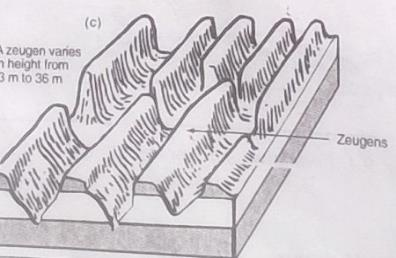 (c)
A zeugen varies
n height from
3 m to 36 m
Zeugens